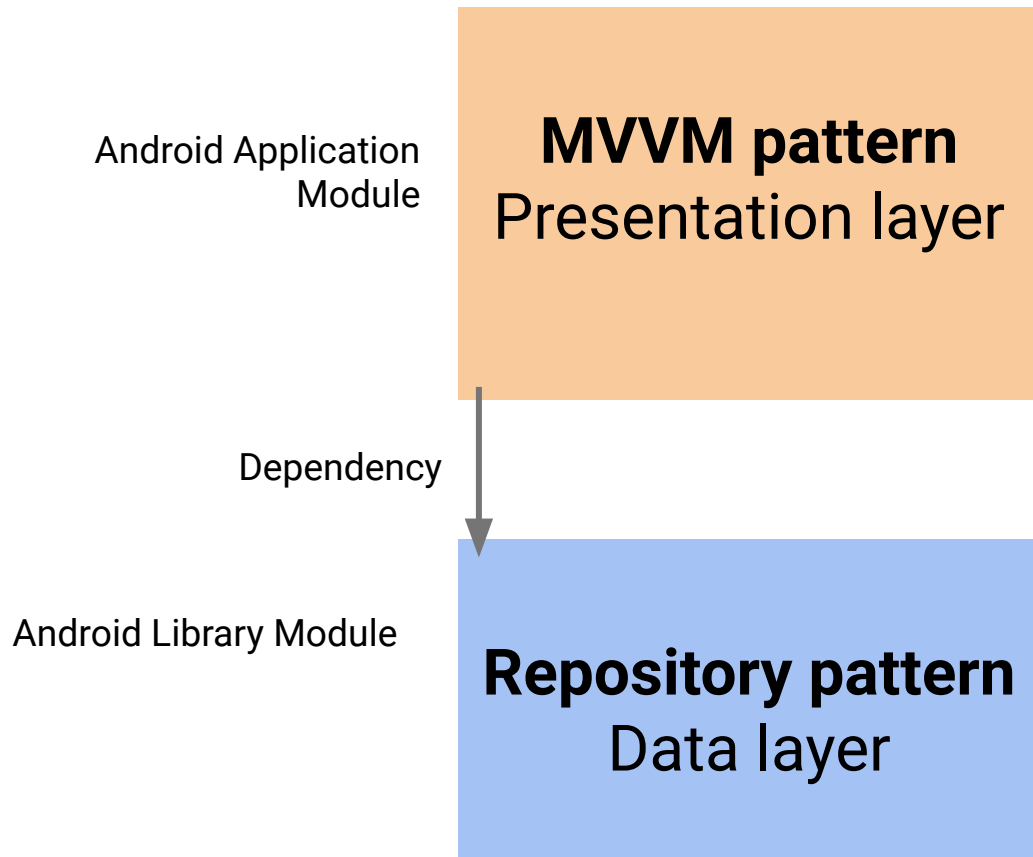 Android Application
Module
MVVM pattern
Presentation layer
Dependency
Android Library Module
Repository pattern
Data layer